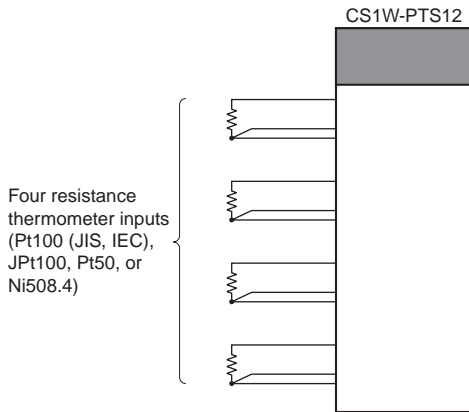 CS1W-PTS12
Four resistance
thermometer inputs
(Pt100 (JIS, IEC),
JPt100, Pt50, or
Ni508.4)